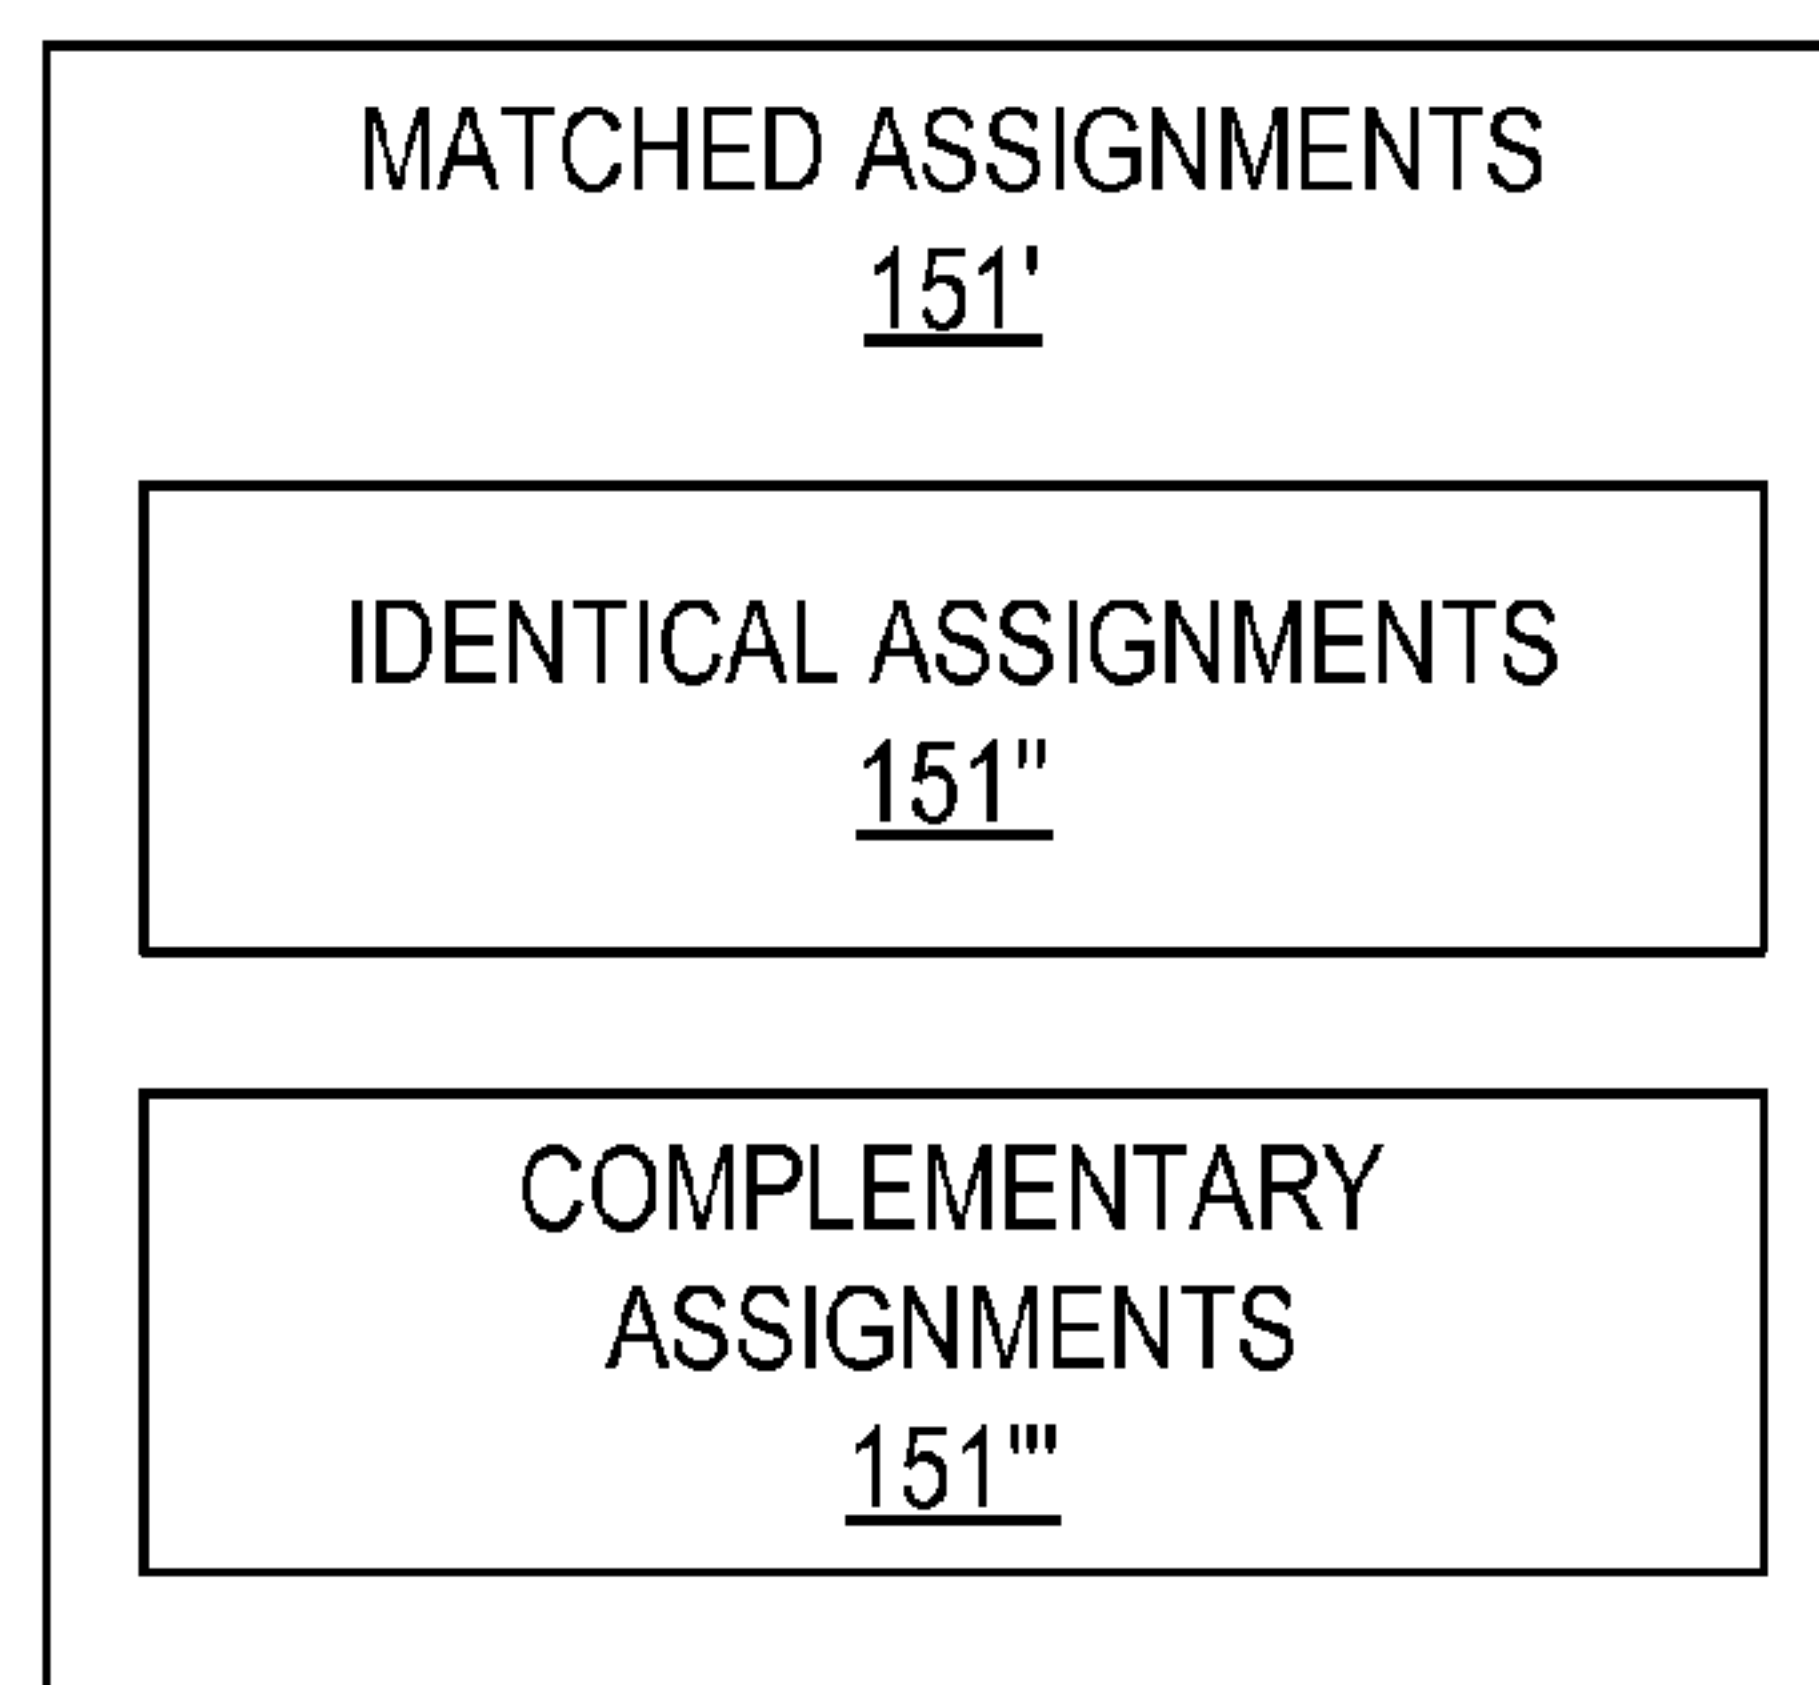 MATCHED ASSIGNMENTS
151'
IDENTICAL ASSIGNMENTS
151"
COMPLEMENTARY
ASSIGNMENTS
151'"